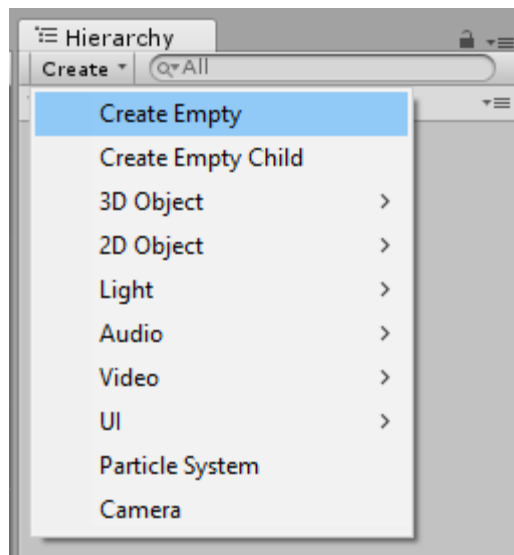 Hierarchy
Create All
Create Empty
Create Empty Child
3D Object
2D Object
Light
Audio
Video
UI
Particle System
Camera